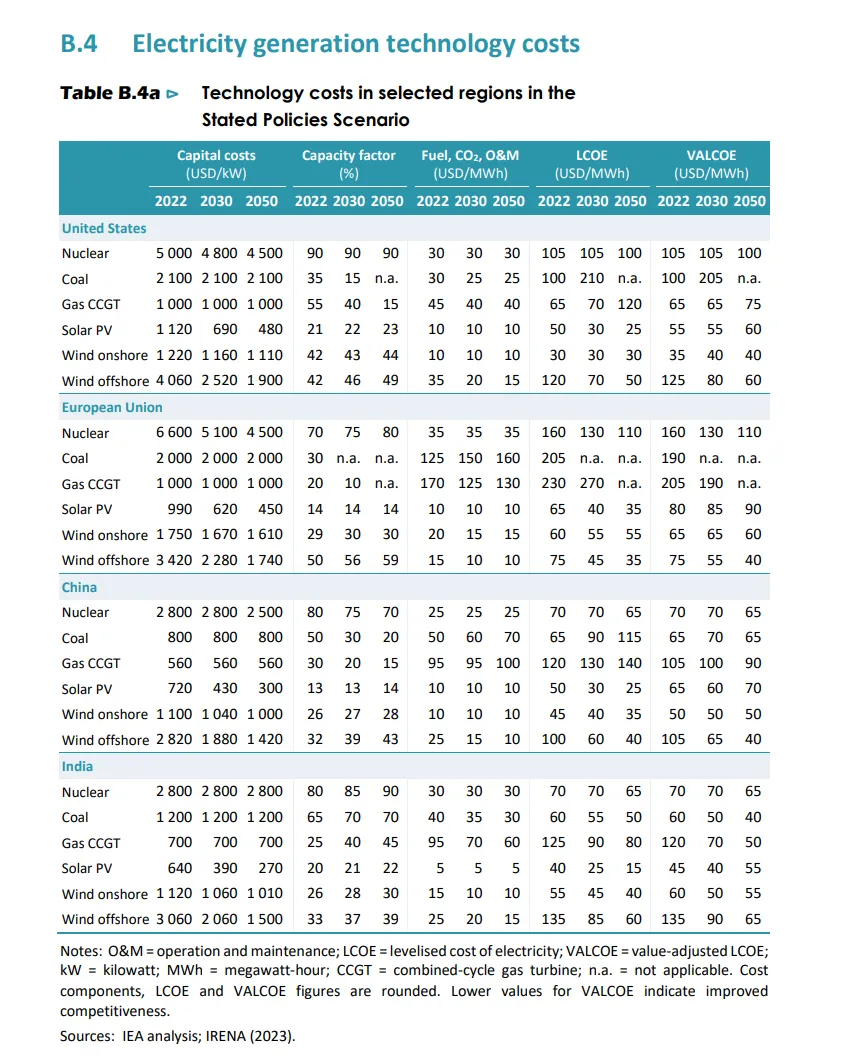 B.4 Electricity generation technology costs
Table B.4a ⊳ Technology costs in selected regions in the
Stated Policies Scenario
Capital costs Capacity factor Fuel, CO₂, O&M LCOE VALCOE
(USD/kW) (%) (USD/MWh) (USD/MWh) (USD/MWh)
2022 2030 2050 2022 2030 2050 2022 2030 2050 2022 2030 2050 2022 2030 2050
United States
Nuclear 5 000 4 800 4 500 90 90 90 30 30 30 105 105 100 105 105 100
Coal 2 100 2 100 2 100 35 15 n.a. 30 25 25 100 210 n.a. 100 205 n.a.
Gas CCGT 1 000 1 000 1 000 55 40 15 45 40 40 65 70 120 65 65 75
Solar PV 1 120 690 480 21 22 23 10 10 10 50 30 25 55 55 60
Wind onshore 1 220 1 160 1 110 42 43 44 10 10 10 30 30 30 35 40 40
Wind offshore 4 060 2 520 1 900 42 46 49 35 20 15 120 70 50 125 80 60
European Union
Nuclear 6 600 5 100 4 500 70 75 80 35 35 35 160 130 110 160 130 110
Coal 2 000 2 000 2 000 30 n.a. n.a. 125 150 160 205 n.a. n.a. 190 n.a. n.a.
Gas CCGT 1 000 1 000 1 000 20 10 n.a. 170 125 130 230 270 n.a. 205 190 n.a.
Solar PV 990 620 450 14 14 14 10 10 10 65 40 35 80 85 90
Wind onshore 1 750 1 670 1 610 29 30 30 20 15 15 60 55 55 65 65 60
Wind offshore 3 420 2 280 1 740 50 56 59 15 10 10 75 45 35 75 55 40
China
Nuclear 2 800 2 800 2 500 80 75 70 25 25 25 70 70 65 70 70 65
Coal 800 800 800 50 30 20 50 60 70 65 90 115 65 70 65
Gas CCGT 560 560 560 30 20 15 95 95 100 120 130 140 105 100 90
Solar PV 720 430 300 13 13 14 10 10 10 50 30 25 65 60 70
Wind onshore 1 100 1 040 1 000 26 27 28 10 10 10 45 40 35 50 50 50
Wind offshore 2 820 1 880 1 420 32 39 43 25 15 10 100 60 40 105 65 40
India
Nuclear 2 800 2 800 2 800 80 85 90 30 30 30 70 70 65 70 70 65
Coal 1 200 1 200 1 200 65 70 70 40 35 30 60 55 50 60 50 40
Gas CCGT 700 700 700 25 40 45 95 70 60 125 90 80 120 70 50
Solar PV 640 390 270 20 21 22 5 5 5 40 25 15 45 40 55
Wind onshore 1 120 1 060 1 010 26 28 30 15 10 10 55 45 40 60 50 55
Wind offshore 3 060 2 060 1 500 33 37 39 25 20 15 135 85 60 135 90 65
Notes: O&M = operation and maintenance; LCOE = levelised cost of electricity; VALCOE = value-adjusted LCOE;
kW = kilowatt; MWh = megawatt-hour; CCGT = combined-cycle gas turbine; n.a. = not applicable. Cost
components, LCOE and VALCOE figures are rounded. Lower values for VALCOE indicate improved
competitiveness.
Sources: IEA analysis; IRENA (2023).